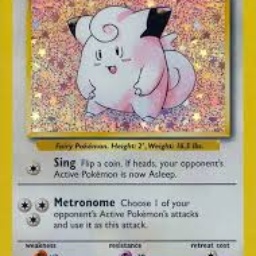 Fairy Pokémon. Height: 2', Weight: 16.5 lbs.
Sing Flip a coin. If heads, your opponent's
Active Pokémon is now Asleep.
Metronome Choose 1 of your
opponent's Active Pokémon's attacks
and use it as this attack.
weakness resistance retreat cost